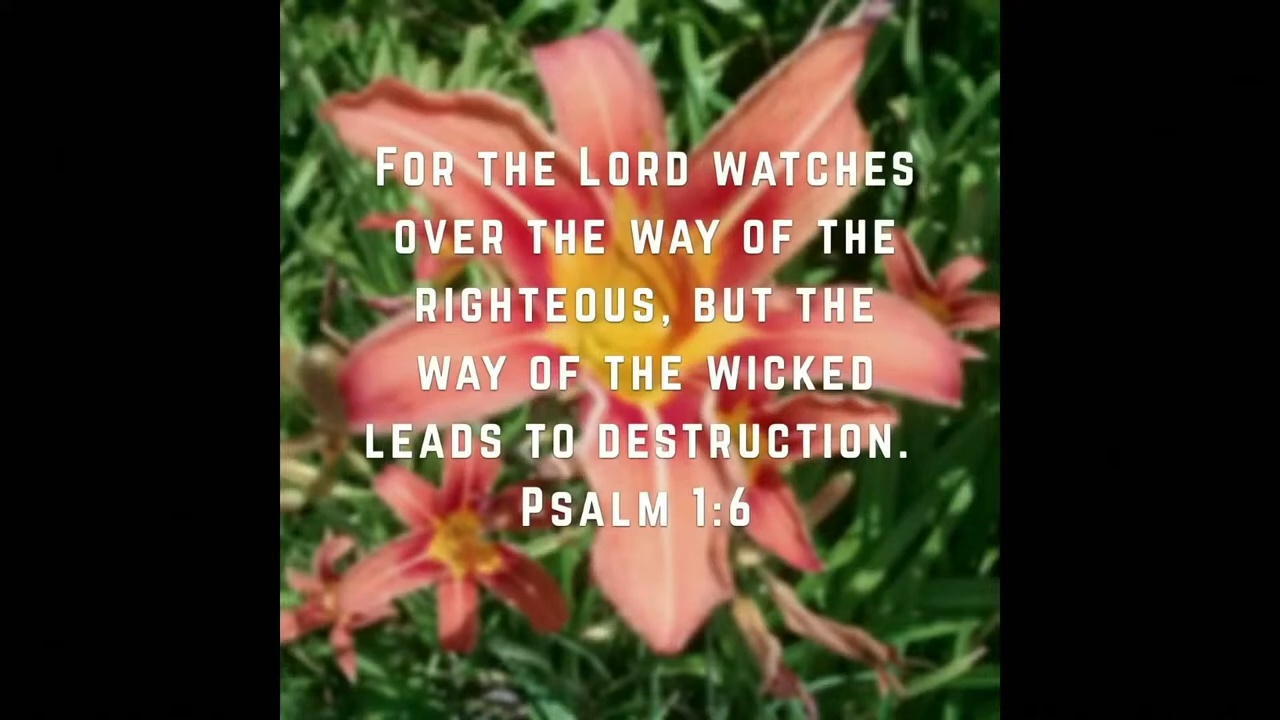 For the Lord watches
over the way of the
righteous, but the
way of the wicked
leads to destruction.
Psalm 1:6